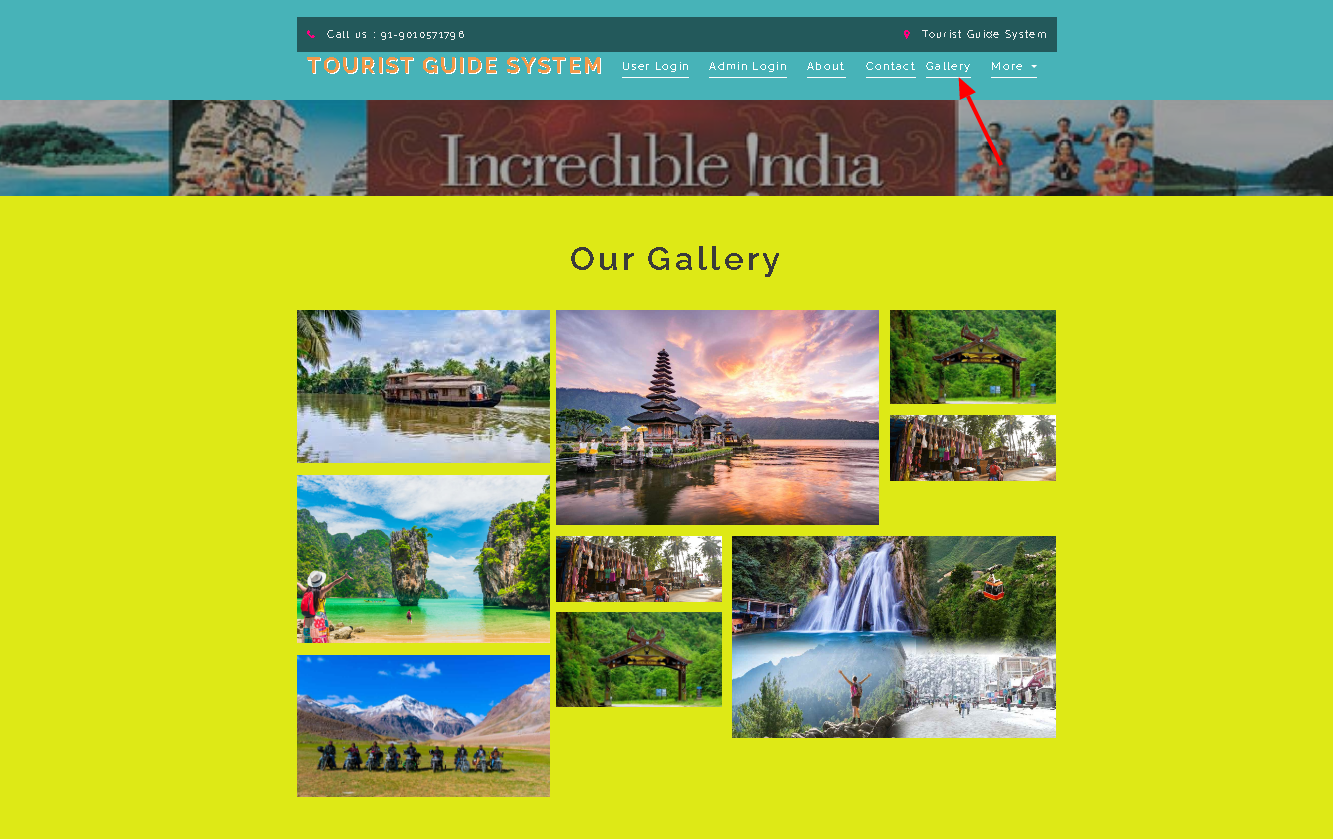 Call us : 91-9010571796
Tourist Guide System
TOURIST GUIDE SYSTEM
User Login
Admin Login
About
Contact
Gallery
More
Incredible !ndia
Our Gallery